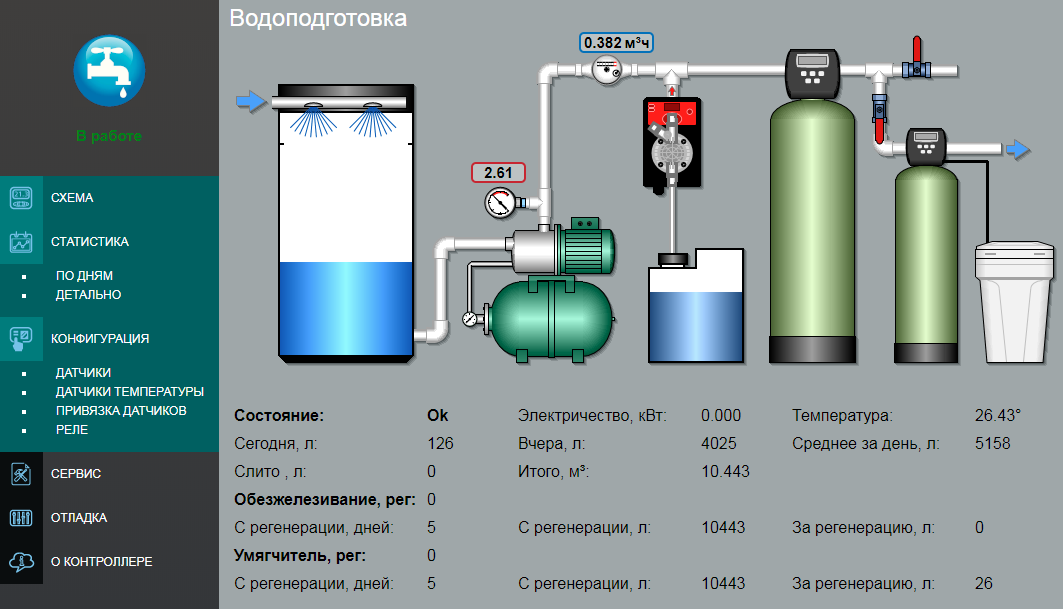 Водоподготовка
0.382 м³ч
В работе
2.61
СХЕМА
СТАТИСТИКА
ПО ДНЯМ
ДЕТАЛЬНО
КОНФИГУРАЦИЯ
ДАТЧИКИ
ДАТЧИКИ ТЕМПЕРАТУРЫ
ПРИВЯЗКА ДАТЧИКОВ
РЕЛЕ
СЕРВИС
ОТЛАДКА
О КОНТРОЛЛЕРЕ
Состояние: Ok Электричество, кВт: 0.000 Температура: 26.43°
Сегодня, л: 126 Вчера, л: 4025 Среднее за день, л: 5158
Слито , л: 0 Итого, м³: 10.443
Обезжелезивание, рег: 0
С регенерации, дней: 5 С регенерации, л: 10443 За регенерацию, л: 0
Умягчитель, рег: 0
С регенерации, дней: 5 С регенерации, л: 10443 За регенерацию, л: 26